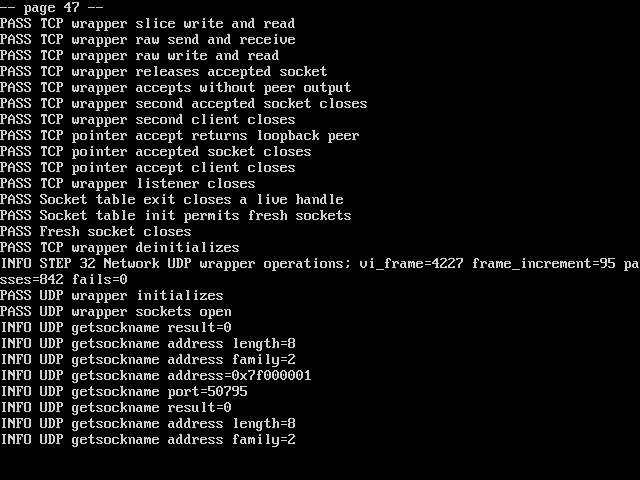 -- page 47 --
PASS TCP wrapper slice write and read
PASS TCP wrapper raw send and receive
PASS TCP wrapper raw write and read
PASS TCP wrapper releases accepted socket
PASS TCP wrapper accepts without peer output
PASS TCP wrapper second accepted socket closes
PASS TCP wrapper second client closes
PASS TCP pointer accept returns loopback peer
PASS TCP pointer accepted socket closes
PASS TCP pointer accept client closes
PASS TCP wrapper listener closes
PASS Socket table exit closes a live handle
PASS Socket table init permits fresh sockets
PASS Fresh socket closes
PASS TCP wrapper deinitializes
INFO STEP 32 Network UDP wrapper operations; vi_frame=4227 frame_increment=95 pa
sses=842 fails=0
PASS UDP wrapper initializes
PASS UDP wrapper sockets open
INFO UDP getsockname result=0
INFO UDP getsockname address length=8
INFO UDP getsockname address family=2
INFO UDP getsockname address=0x7f000001
INFO UDP getsockname port=50795
INFO UDP getsockname result=0
INFO UDP getsockname address length=8
INFO UDP getsockname address family=2